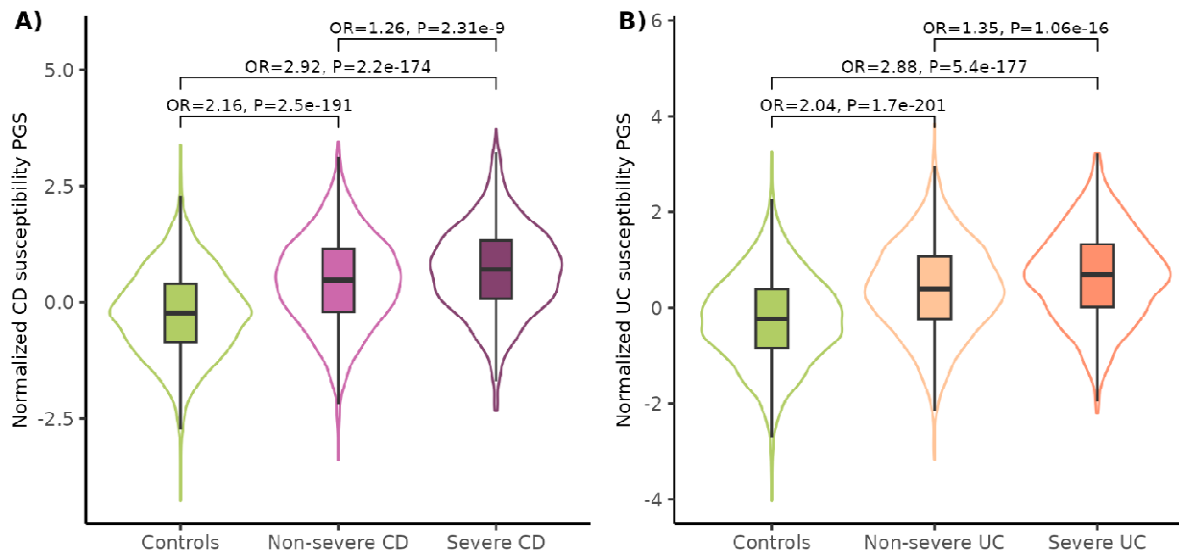 A)
OR=1.26, P=2.31e-9
OR=2.92, P=2.2e-174
OR=2.16, P=2.5e-191
Normalized CD susceptibility PGS
5.0
2.5
0.0
-2.5
Controls
Non-severe CD
Severe CD
B)
OR=1.35, P=1.06e-16
OR=2.88, P=5.4e-177
OR=2.04, P=1.7e-201
Normalized UC susceptibility PGS
6
4
2
0
-2
-4
Controls
Non-severe UC
Severe UC